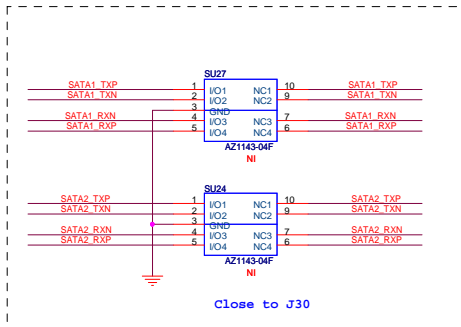 SU27
SATA1_TXP 1 I/O1 NC1 10 SATA1_TXP
SATA1_TXN 2 I/O2 NC2 9 SATA1_TXN
3 GND
SATA1_RXN 4 I/O3 NC3 7 SATA1_RXN
SATA1_RXP 5 I/O4 NC4 6 SATA1_RXP
AZ1143-04F
NI
SU24
SATA2_TXP 1 I/O1 NC1 10 SATA2_TXP
SATA2_TXN 2 I/O2 NC2 9 SATA2_TXN
3 GND
SATA2_RXN 4 I/O3 NC3 7 SATA2_RXN
SATA2_RXP 5 I/O4 NC4 6 SATA2_RXP
AZ1143-04F
NI
Close to J30